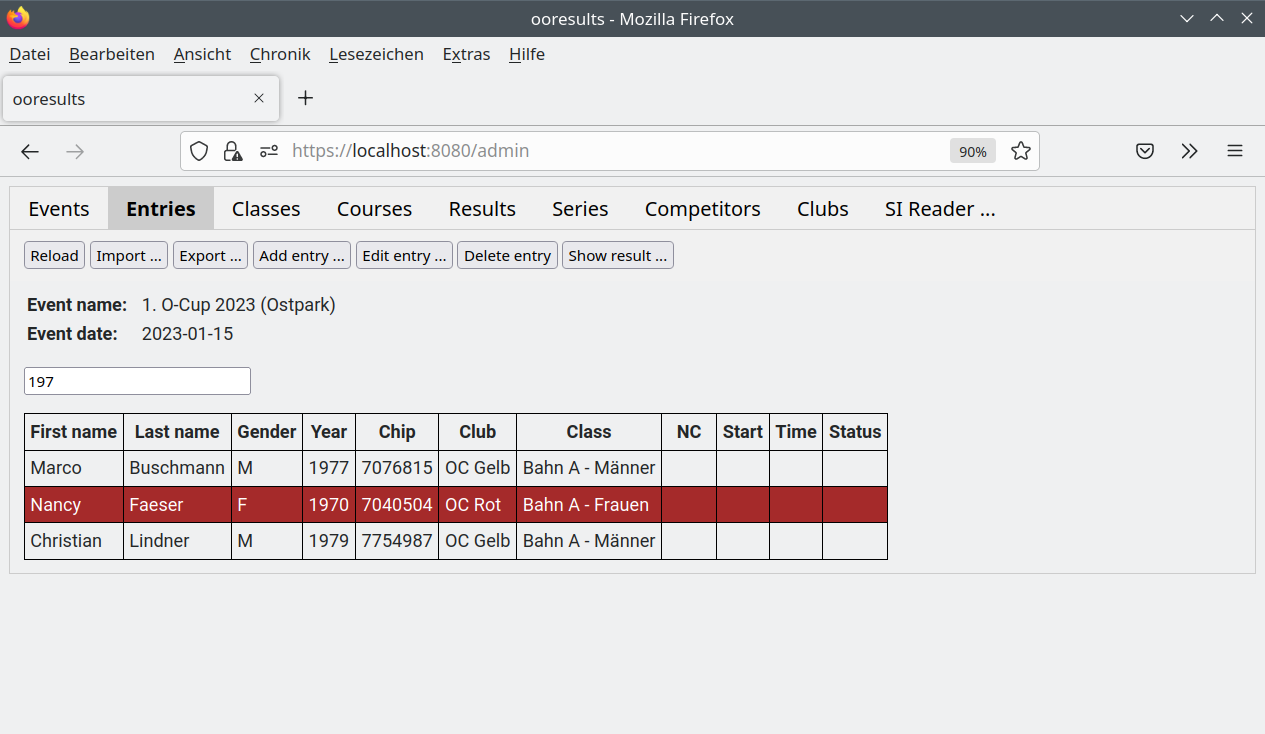 ooresults - Mozilla Firefox
Datei Bearbeiten Ansicht Chronik Lesezeichen Extras Hilfe
ooresults
https://localhost:8080/admin 90%
Events Entries Classes Courses Results Series Competitors Clubs SI Reader ...
Reload Import ... Export ... Add entry ... Edit entry ... Delete entry Show result ...
Event name: 1. O-Cup 2023 (Ostpark)
Event date: 2023-01-15
197
First name Last name Gender Year Chip Club Class NC Start Time Status
Marco Buschmann M 1977 7076815 OC Gelb Bahn A - Männer
Nancy Faeser F 1970 7040504 OC Rot Bahn A - Frauen
Christian Lindner M 1979 7754987 OC Gelb Bahn A - Männer